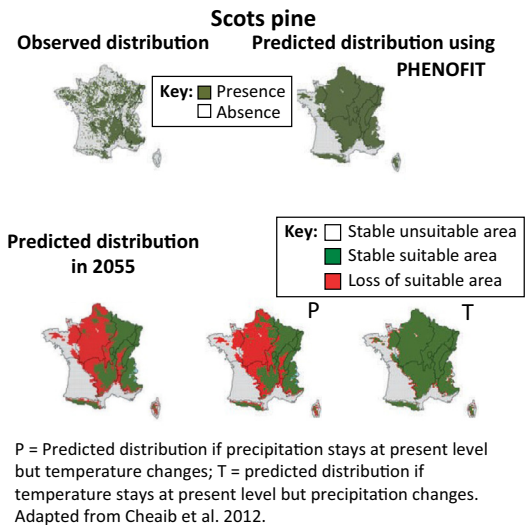 Scots pine
Observed distribution
Predicted distribution using
PHENOFIT
Key: Presence
Absence
Predicted distribution
in 2055
Key: Stable unsuitable area
Stable suitable area
Loss of suitable area
P
T
P = Predicted distribution if precipitation stays at present level
but temperature changes; T = predicted distribution if
temperature stays at present level but precipitation changes.
Adapted from Cheaib et al. 2012.